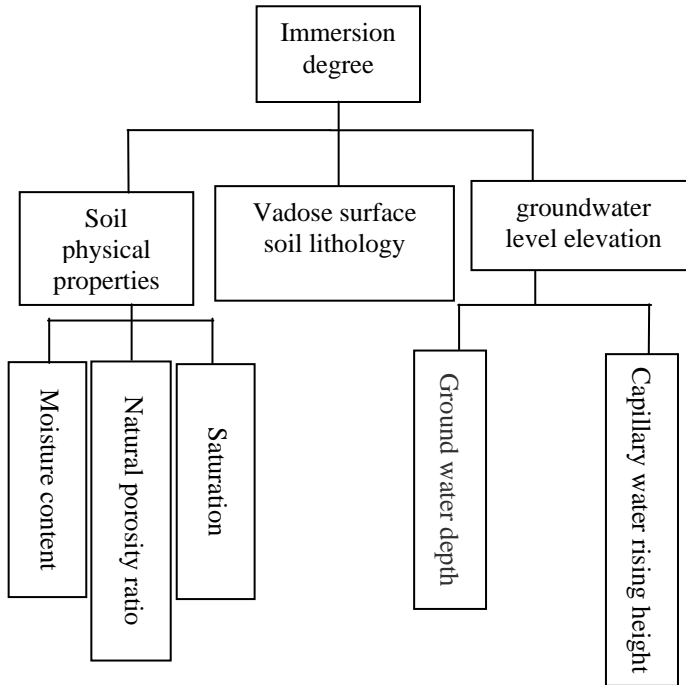 Immersion
degree
Soil
physical
properties
Vadose surface
soil lithology
groundwater
level elevation
Moisture content
Natural porosity ratio
Saturation
Ground water depth
Capillary water rising height